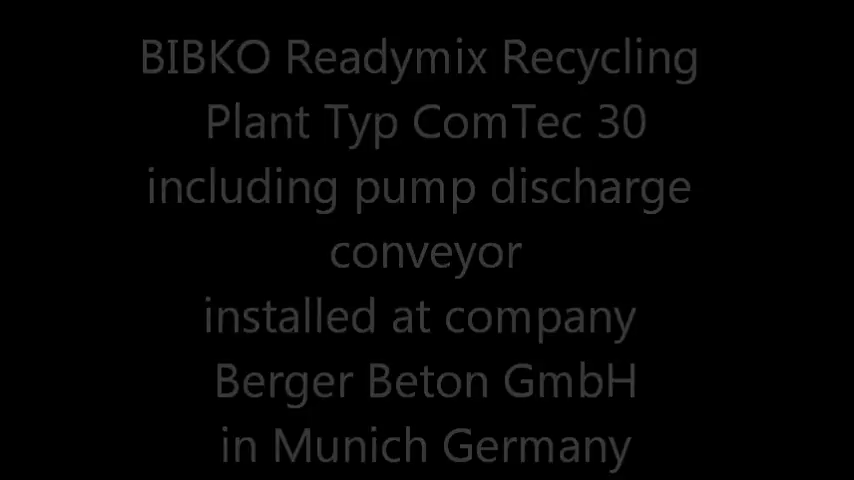 BIBKO Readymix Recycling
Plant Typ ComTec 30
including pump discharge
conveyor
installed at company
Berger Beton GmbH
in Munich Germany